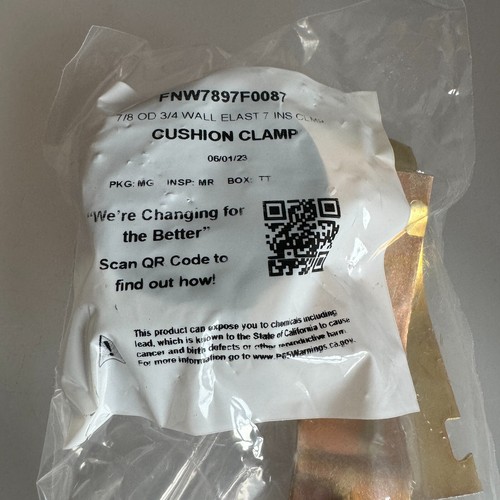 FNW7897F0087
7/8 OD 3/4 WALL ELAST 7 INS CLMP
CUSHION CLAMP
06/01/23
PKG: MG INSP: MR BOX: TT
"We're Changing for
the Better"
Scan QR Code to
find out how!
This product can expose you to chemicals including
lead, which is known to the State of California to cause
cancer and birth defects or other reproductive harm.
For more information go to www.P65Warnings.ca.gov.